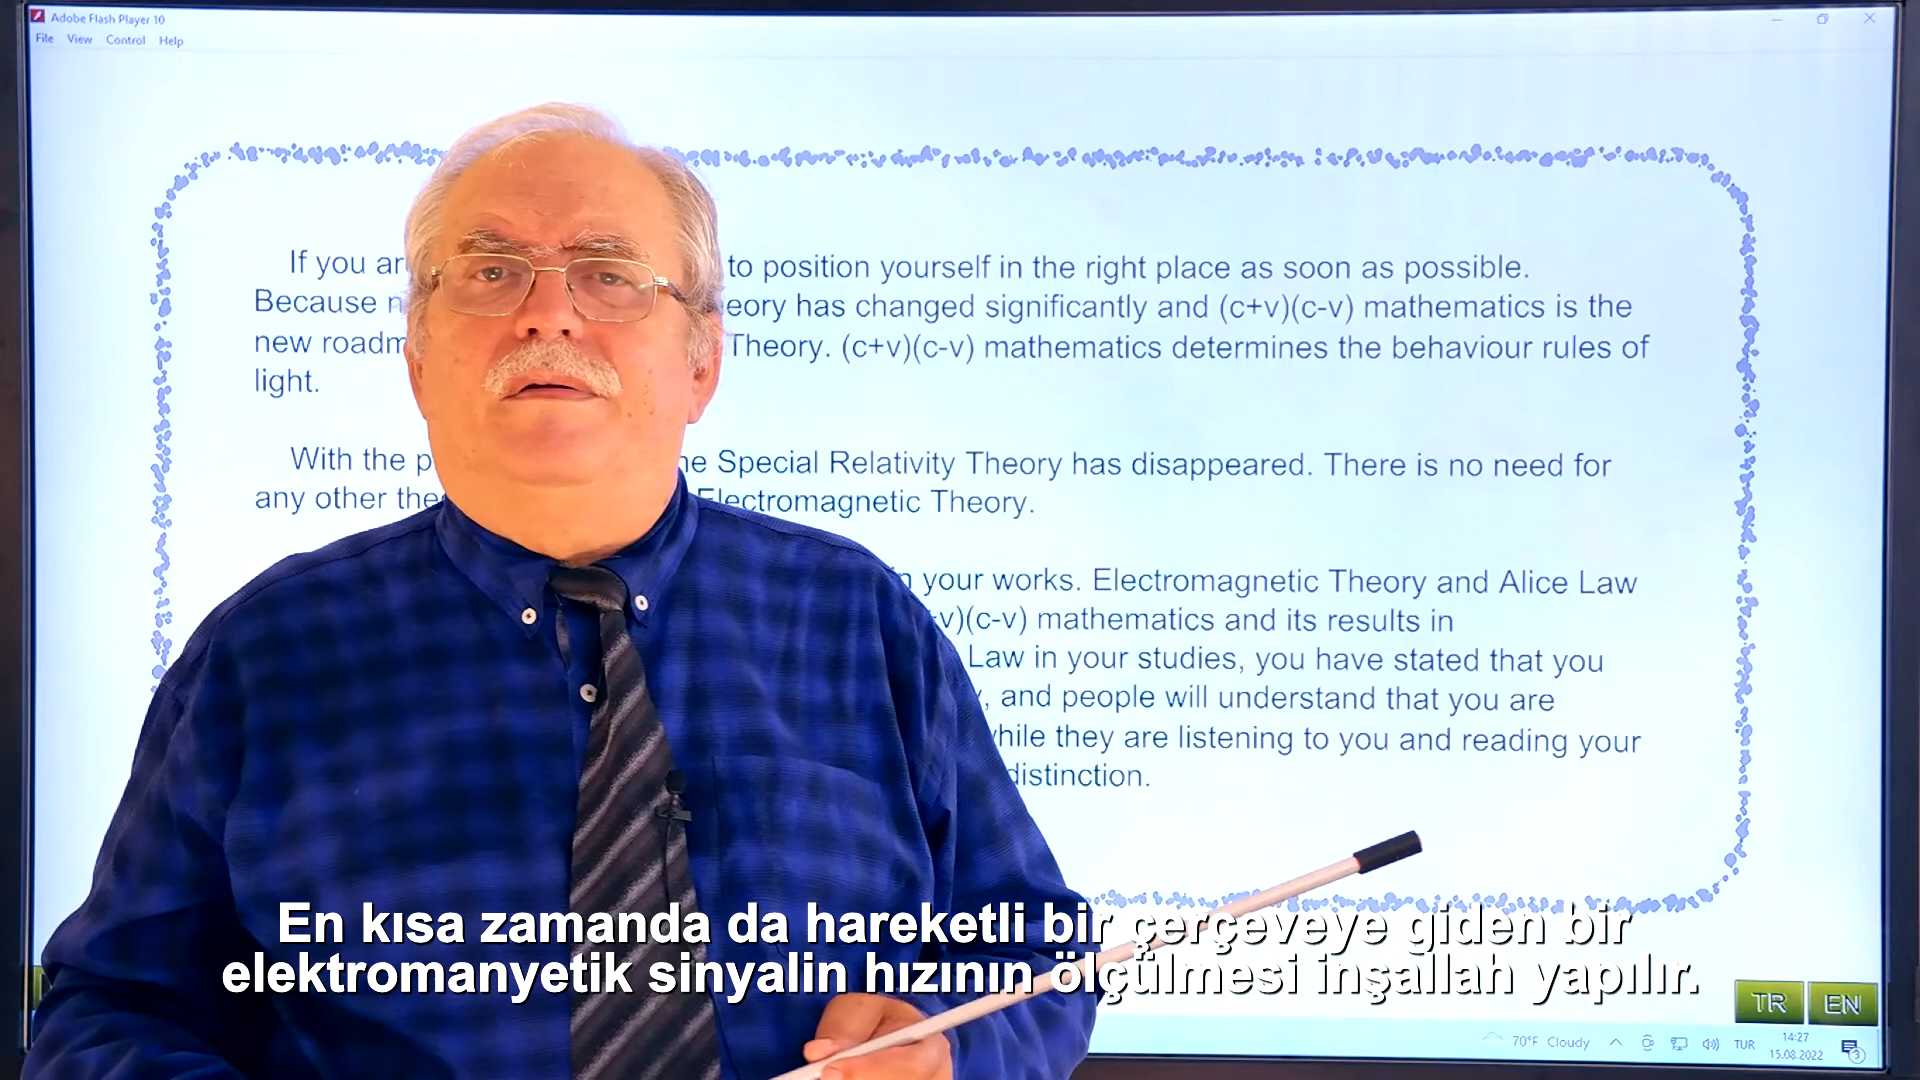 Adobe Flash Player 10
File View Control Help
If you ar to position yourself in the right place as soon as possible.
Because n eory has changed significantly and (c+v)(c-v) mathematics is the
new roadm Theory. (c+v)(c-v) mathematics determines the behaviour rules of
light.
With the p he Special Relativity Theory has disappeared. There is no need for
any other the Electromagnetic Theory.
n your works. Electromagnetic Theory and Alice Law
v)(c-v) mathematics and its results in
Law in your studies, you have stated that you
, and people will understand that you are
while they are listening to you and reading your
distinction.
En kısa zamanda da hareketli bir çerçeveye giden bir
elektromanyetik sinyalin hızının ölçülmesi inşallah yapılır.
TR EN
70°F Cloudy TUR 14:27
15.08.2022
3